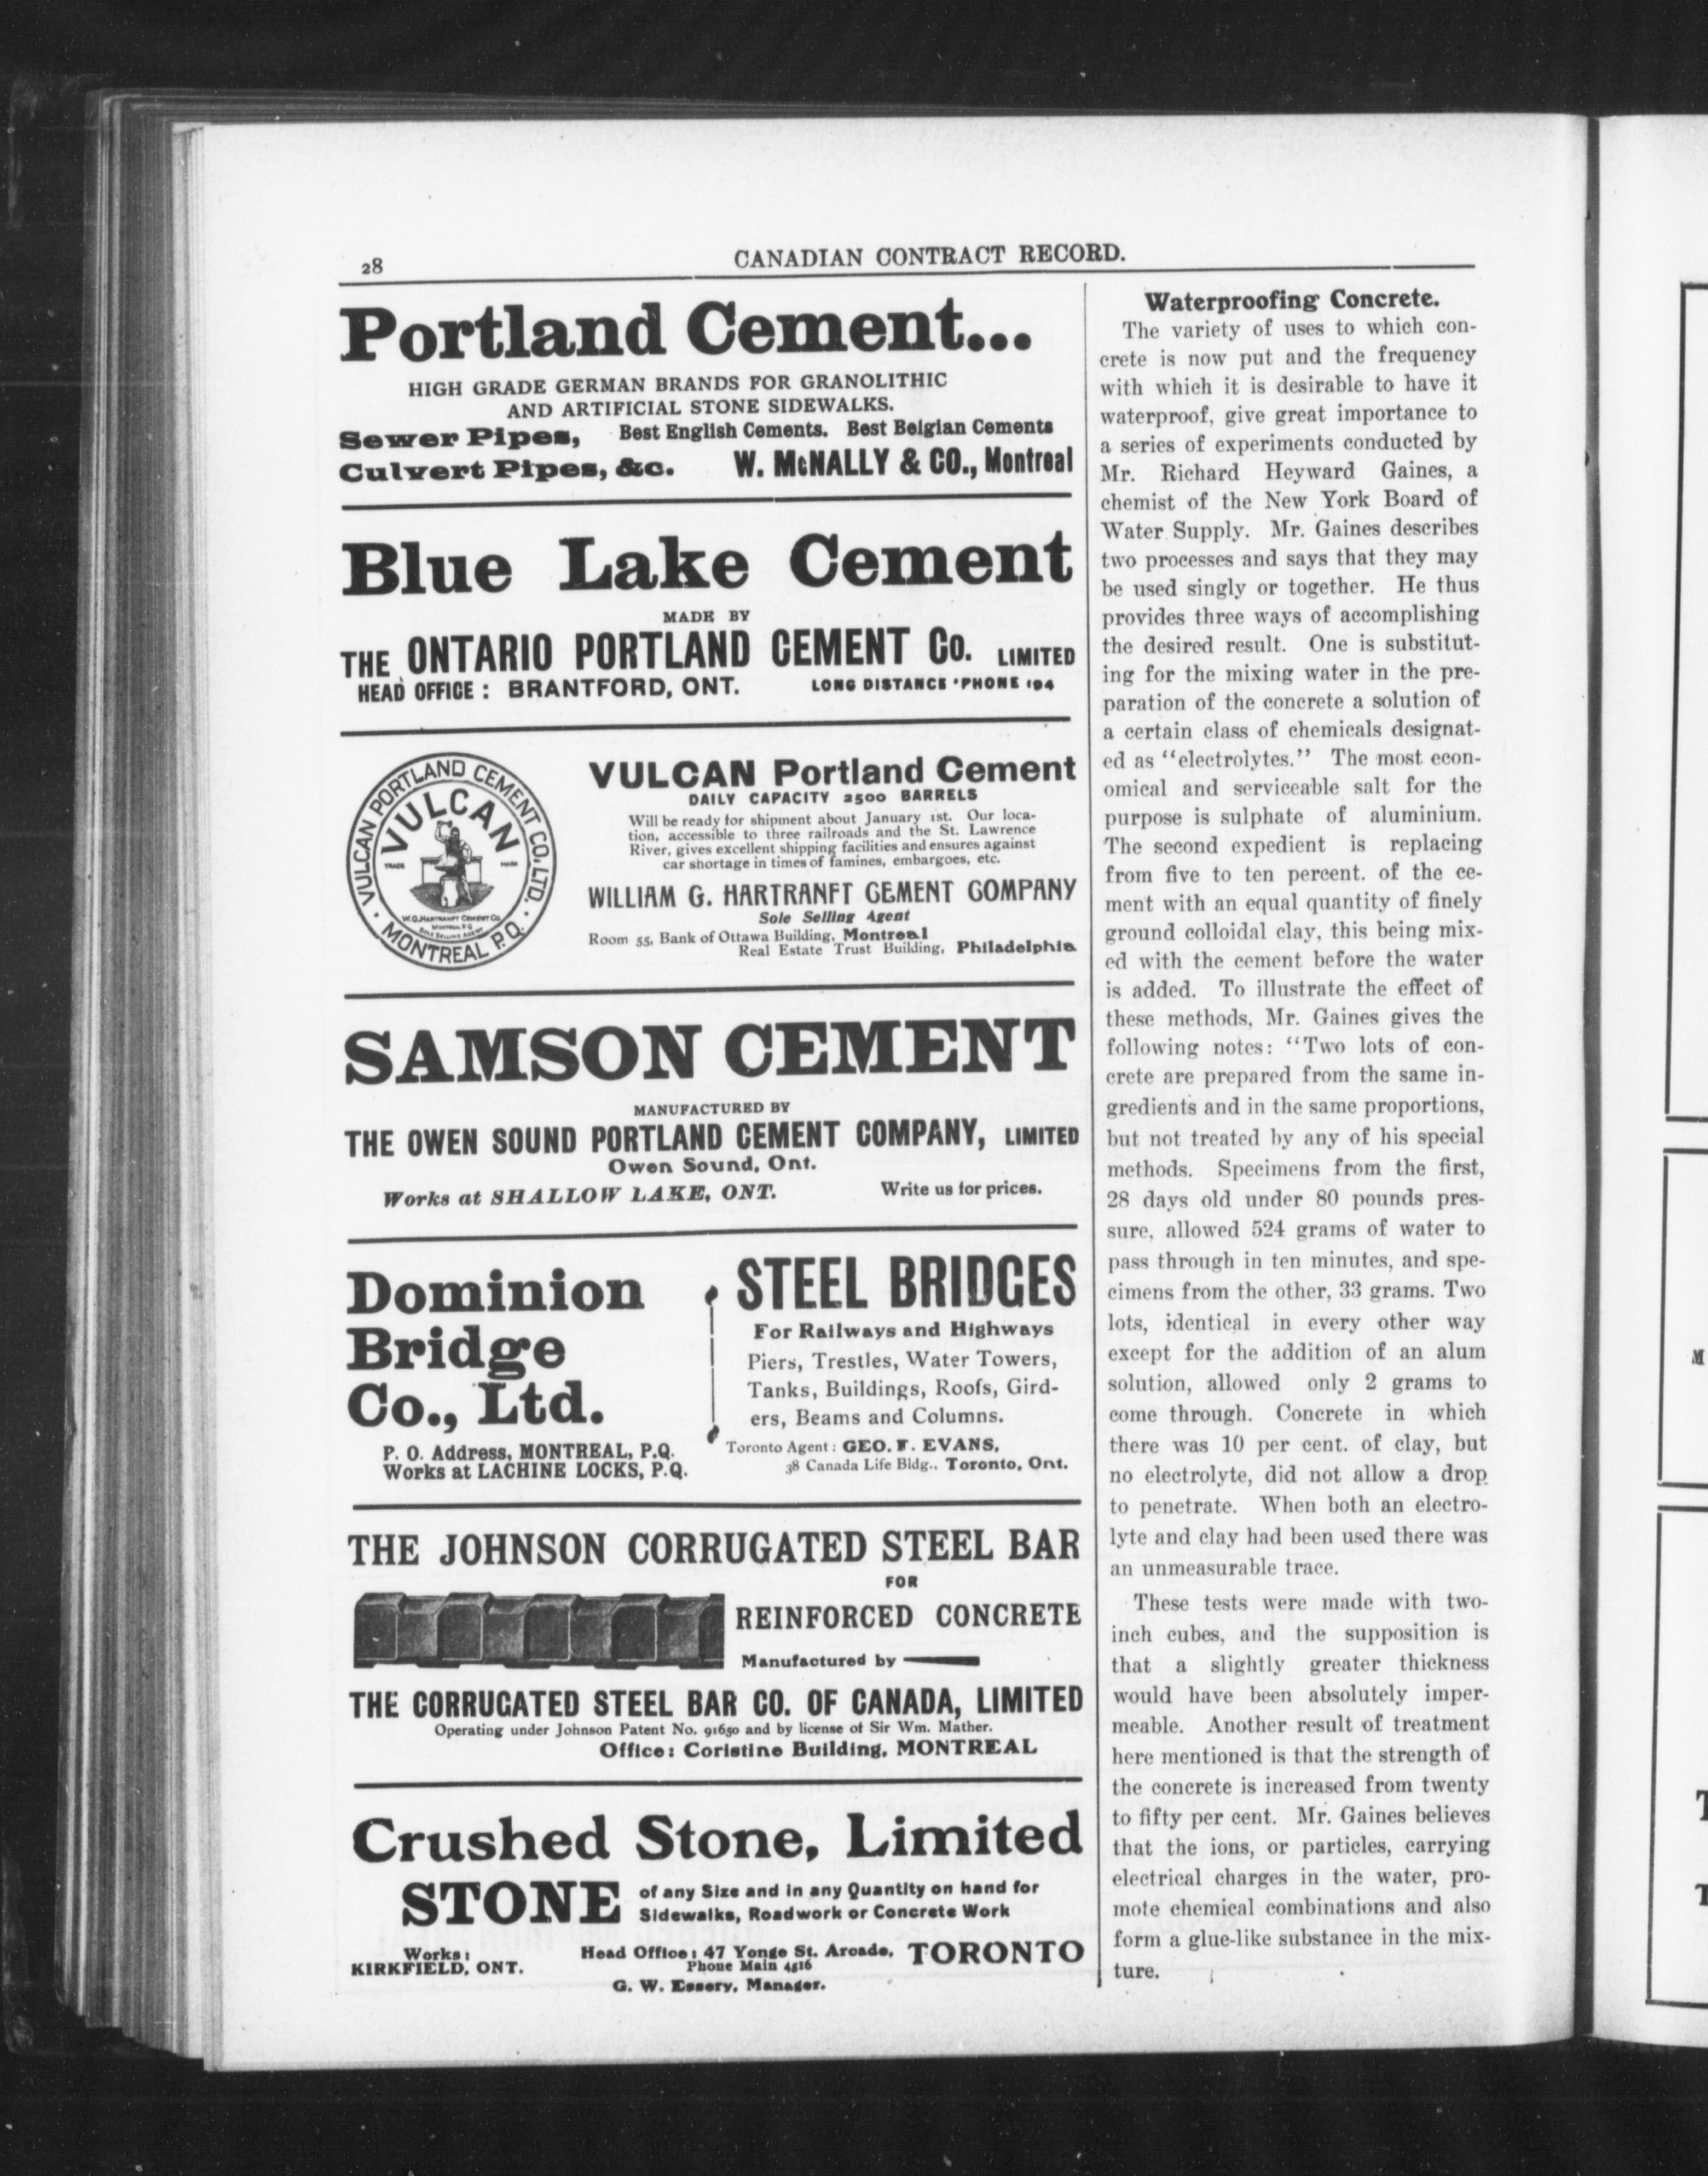 28
CANADIAN CONTRACT RECORD.
Portland Cement...
HIGH GRADE GERMAN BRANDS FOR GRANOLITHIC
AND ARTIFICIAL STONE SIDEWALKS.
Sewer Pipes, Best English Cements. Best Belgian Cements
Culvert Pipes, &c. W. McNALLY & CO., Montreal
Blue Lake Cement
MADE BY
THE ONTARIO PORTLAND CEMENT Co. LIMITED
HEAD OFFICE: BRANTFORD, ONT. LONG DISTANCE 'PHONE 194
VULCAN PORTLAND CEMENT CO. LTD.
VULCAN
TRADE MARK
W.G. HARTRANFT CEMENT CO.
MONTREAL P.Q.
SOLE SELLING AGENT
MONTREAL P.Q.
VULCAN Portland Cement
DAILY CAPACITY 2500 BARRELS
Will be ready for shipment about January 1st. Our loca-
tion, accessible to three railroads and the St. Lawrence
River, gives excellent shipping facilities and ensures against
car shortage in times of famines, embargoes, etc.
WILLIAM G. HARTRANFT CEMENT COMPANY
Sole Selling Agent
Room 55, Bank of Ottawa Building, Montreal
Real Estate Trust Building, Philadelphia
SAMSON CEMENT
MANUFACTURED BY
THE OWEN SOUND PORTLAND CEMENT COMPANY, LIMITED
Owen Sound, Ont.
Works at SHALLOW LAKE, ONT. Write us for prices.
Dominion
Bridge
Co., Ltd.
P. O. Address, MONTREAL, P.Q.
Works at LACHINE LOCKS, P.Q.
STEEL BRIDGES
For Railways and Highways
Piers, Trestles, Water Towers,
Tanks, Buildings, Roofs, Gird-
ers, Beams and Columns.
Toronto Agent: GEO. F. EVANS,
38 Canada Life Bldg., Toronto, Ont.
THE JOHNSON CORRUGATED STEEL BAR
FOR
REINFORCED CONCRETE
Manufactured by
THE CORRUGATED STEEL BAR CO. OF CANADA, LIMITED
Operating under Johnson Patent No. 91650 and by license of Sir Wm. Mather.
Office: Coristine Building, MONTREAL
Crushed Stone, Limited
STONE of any Size and in any Quantity on hand for
Sidewalks, Roadwork or Concrete Work
Works:
KIRKFIELD, ONT.
Head Office: 47 Yonge St. Arcade, TORONTO
Phone Main 4516
G. W. Essery, Manager.
Waterproofing Concrete.
The variety of uses to which con-
crete is now put and the frequency
with which it is desirable to have it
waterproof, give great importance to
a series of experiments conducted by
Mr. Richard Heyward Gaines, a
chemist of the New York Board of
Water Supply. Mr. Gaines describes
two processes and says that they may
be used singly or together. He thus
provides three ways of accomplishing
the desired result. One is substitut-
ing for the mixing water in the pre-
paration of the concrete a solution of
a certain class of chemicals designat-
ed as "electrolytes." The most econ-
omical and serviceable salt for the
purpose is sulphate of aluminium.
The second expedient is replacing
from five to ten percent. of the ce-
ment with an equal quantity of finely
ground colloidal clay, this being mix-
ed with the cement before the water
is added. To illustrate the effect of
these methods, Mr. Gaines gives the
following notes: "Two lots of con-
crete are prepared from the same in-
gredients and in the same proportions,
but not treated by any of his special
methods. Specimens from the first,
28 days old under 80 pounds pres-
sure, allowed 524 grams of water to
pass through in ten minutes, and spe-
cimens from the other, 33 grams. Two
lots, identical in every other way
except for the addition of an alum
solution, allowed only 2 grams to
come through. Concrete in which
there was 10 per cent. of clay, but
no electrolyte, did not allow a drop
to penetrate. When both an electro-
lyte and clay had been used there was
an unmeasurable trace.
These tests were made with two-
inch cubes, and the supposition is
that a slightly greater thickness
would have been absolutely imper-
meable. Another result of treatment
here mentioned is that the strength of
the concrete is increased from twenty
to fifty per cent. Mr. Gaines believes
that the ions, or particles, carrying
electrical charges in the water, pro-
mote chemical combinations and also
form a glue-like substance in the mix-
ture.
M
T
T